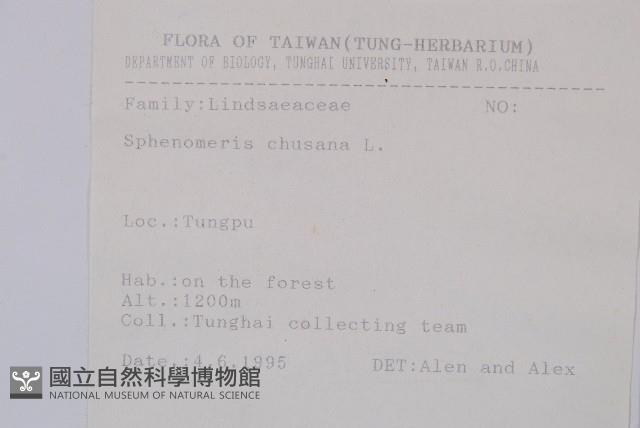 FLORA OF TAIWAN(TUNG-HERBARIUM)
DEPARTMENT OF BIOLOGY, TUNGHAI UNIVERSITY, TAIWAN R.O.CHINA
Family:Lindsaeaceae NO:
Sphenomeris chusana L.
Loc.:Tungpu
Hab.:on the forest
Alt.:1200m
Coll.:Tunghai collecting team
Date.:4.6.1995 DET:Alen and Alex
國立自然科學博物館
NATIONAL MUSEUM OF NATURAL SCIENCE